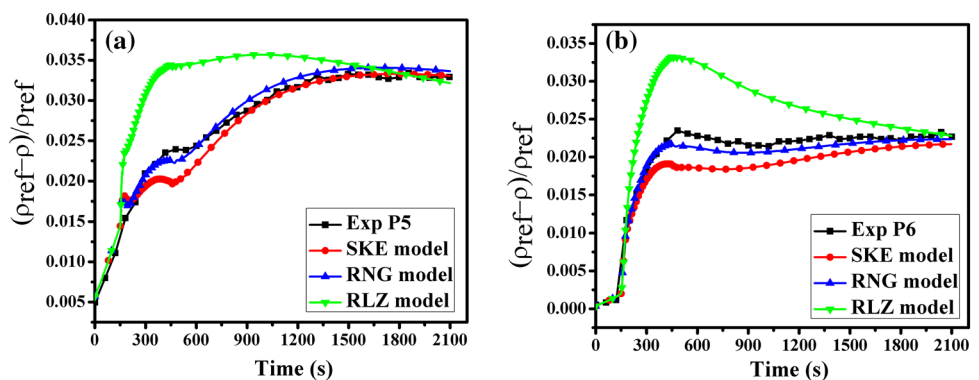 (a)
0.040
0.035
0.030
0.025
0.020
0.015
0.010
0.005
(ρref−ρ)/ρref
Exp P5
SKE model
RNG model
RLZ model
0 300 600 900 1200 1500 1800 2100
Time (s)
(b)
0.035
0.030
0.025
0.020
0.015
0.010
0.005
0.000
(ρref−ρ)/ρref
Exp P6
SKE model
RNG model
RLZ model
0 300 600 900 1200 1500 1800 2100
Time (s)